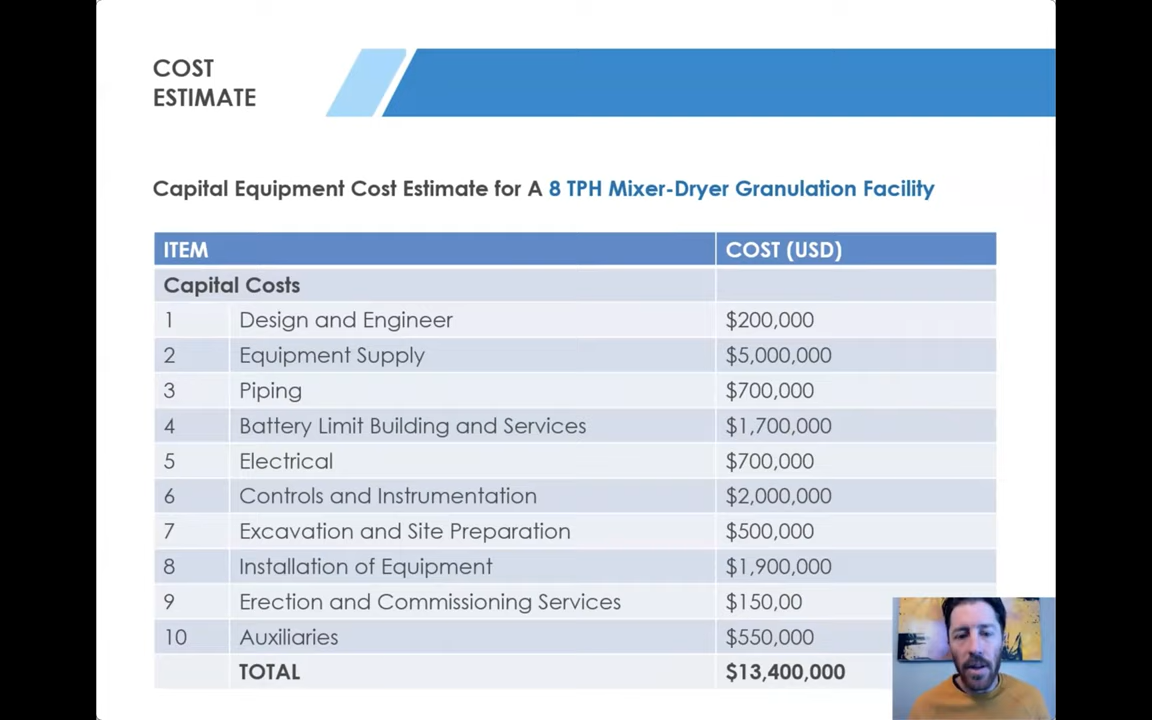 COST
ESTIMATE
Capital Equipment Cost Estimate for A 8 TPH Mixer-Dryer Granulation Facility
ITEM COST (USD)
Capital Costs
1 Design and Engineer $200,000
2 Equipment Supply $5,000,000
3 Piping $700,000
4 Battery Limit Building and Services $1,700,000
5 Electrical $700,000
6 Controls and Instrumentation $2,000,000
7 Excavation and Site Preparation $500,000
8 Installation of Equipment $1,900,000
9 Erection and Commissioning Services $150,00
10 Auxiliaries $550,000
TOTAL $13,400,000